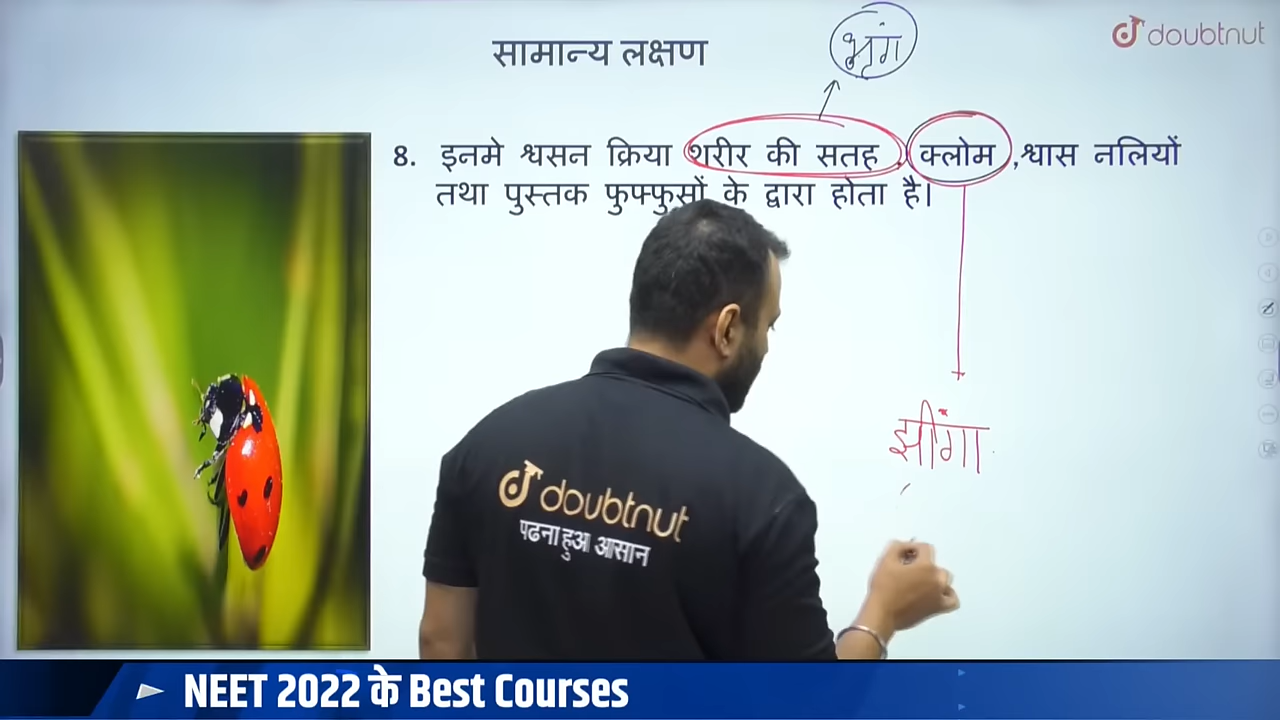 भृंग
doubtnut
सामान्य लक्षण
8. इनमे श्वसन क्रिया शरीर की सतह , क्लोम ,श्वास नलियों
तथा पुस्तक फुफ्फुसों के द्वारा होता है।
झींगा
doubtnut
पढना हुआ आसान
NEET 2022 के Best Courses